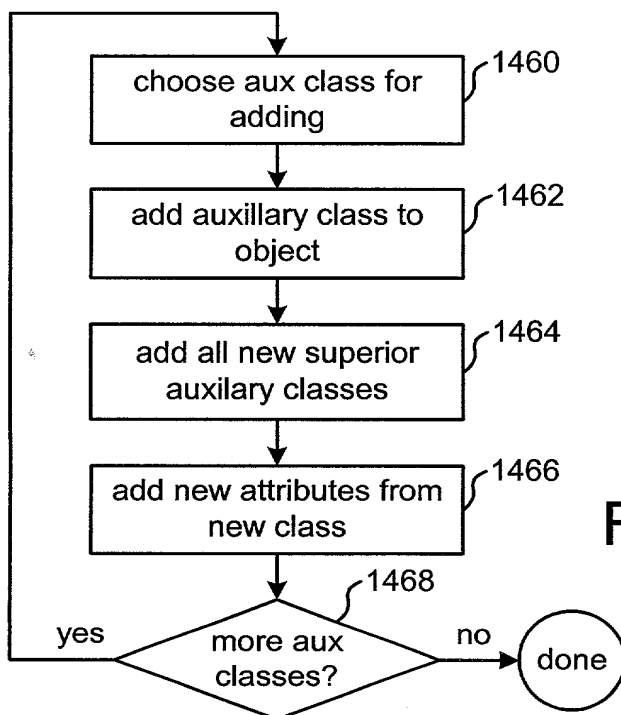 choose aux class for
adding
1460
add auxillary class to
object
1462
add all new superior
auxilary classes
1464
add new attributes from
new class
1466
F
1468
yes
more aux
classes?
no
done